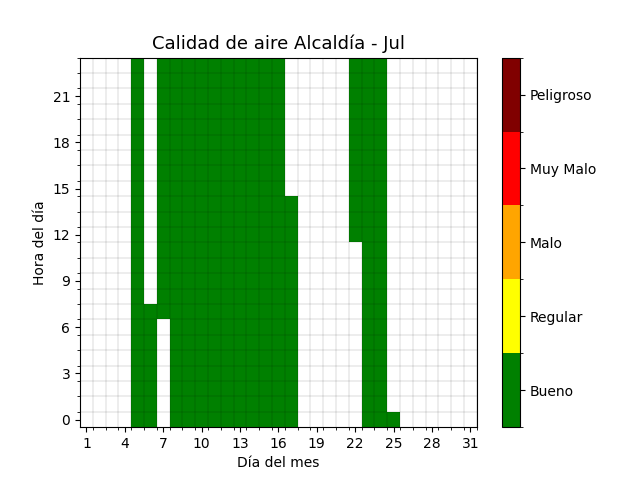 Calidad de aire Alcaldía - Jul
Hora del día
21
18
15
12
9
6
3
0
1 4 7 10 13 16 19 22 25 28 31
Día del mes
Peligroso
Muy Malo
Malo
Regular
Bueno